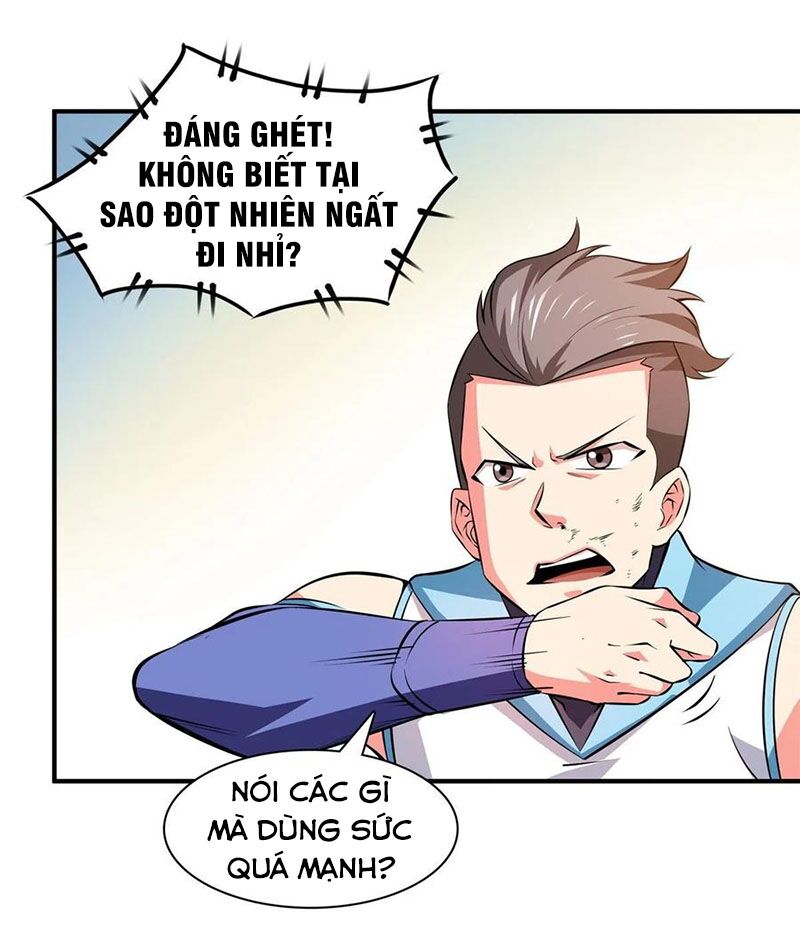 ĐÁNG GHÉT!
KHÔNG BIẾT TẠI
SAO ĐỘT NHIÊN NGẤT
ĐI NHỈ?
NÓI CÁC GÌ
MÀ DÙNG SỨC
QUÁ MẠNH?